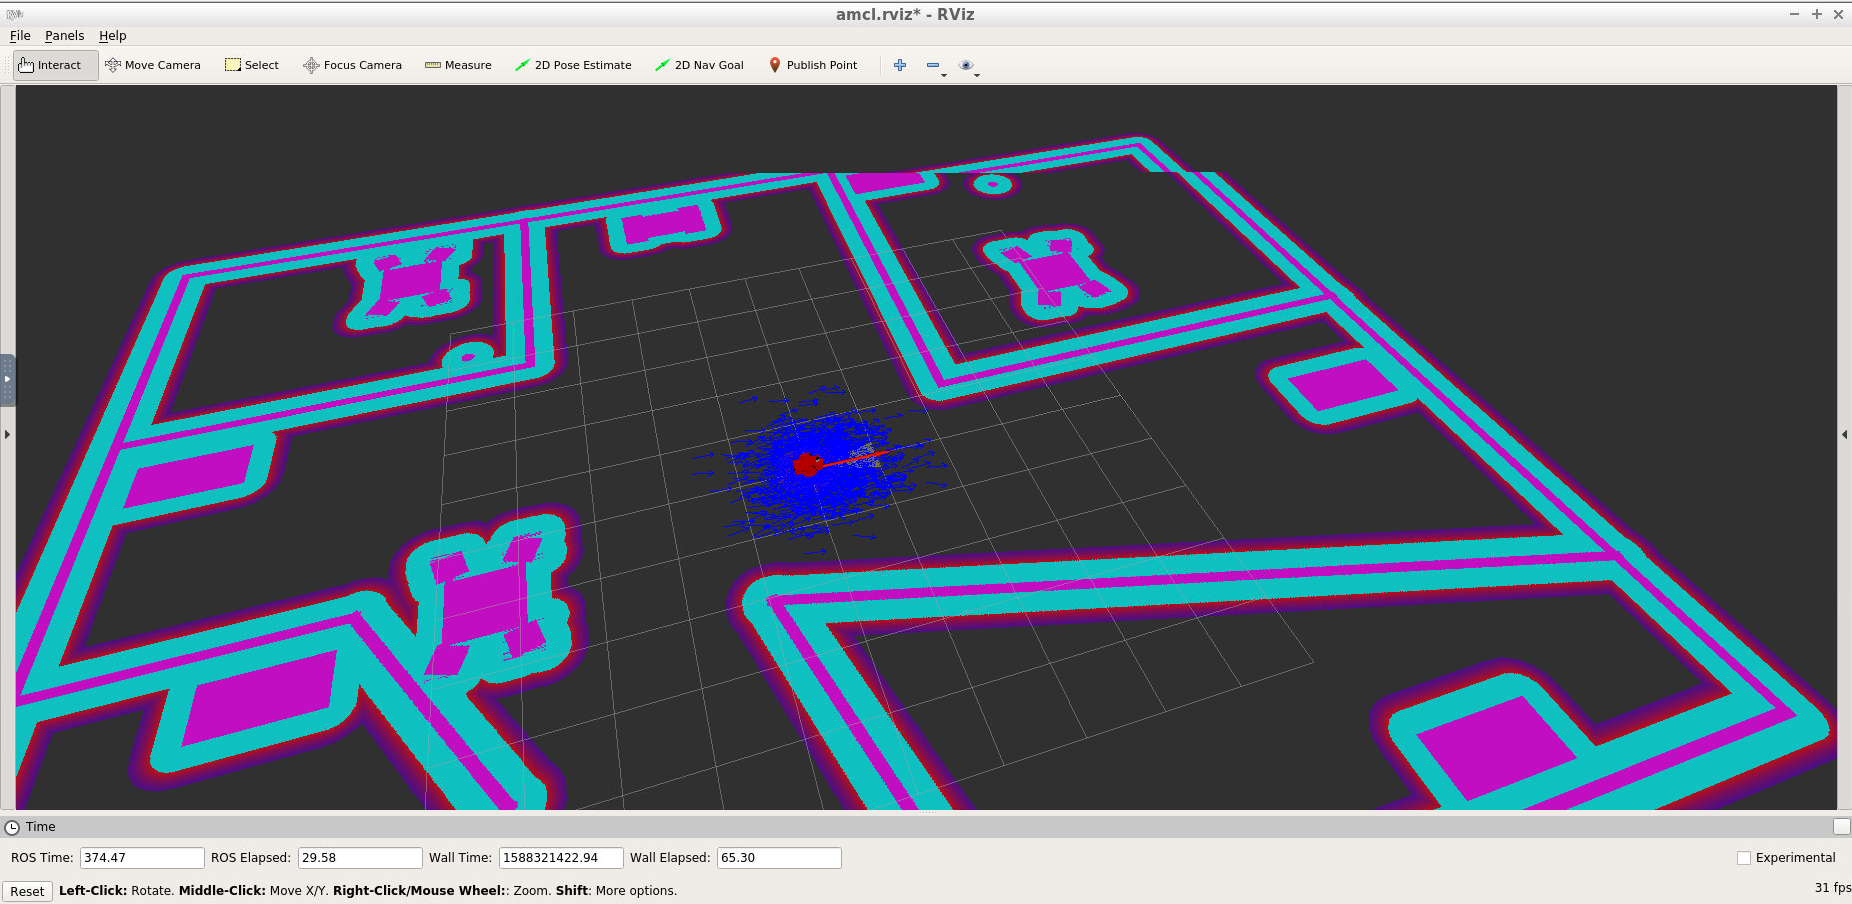 amcl.rviz* - RViz
File Panels Help
Interact Move Camera Select Focus Camera Measure 2D Pose Estimate 2D Nav Goal Publish Point
Time
ROS Time: 374.47 ROS Elapsed: 29.58 Wall Time: 1588321422.94 Wall Elapsed: 65.30 Experimental
Reset Left-Click: Rotate. Middle-Click: Move X/Y. Right-Click/Mouse Wheel:: Zoom. Shift: More options. 31 fps